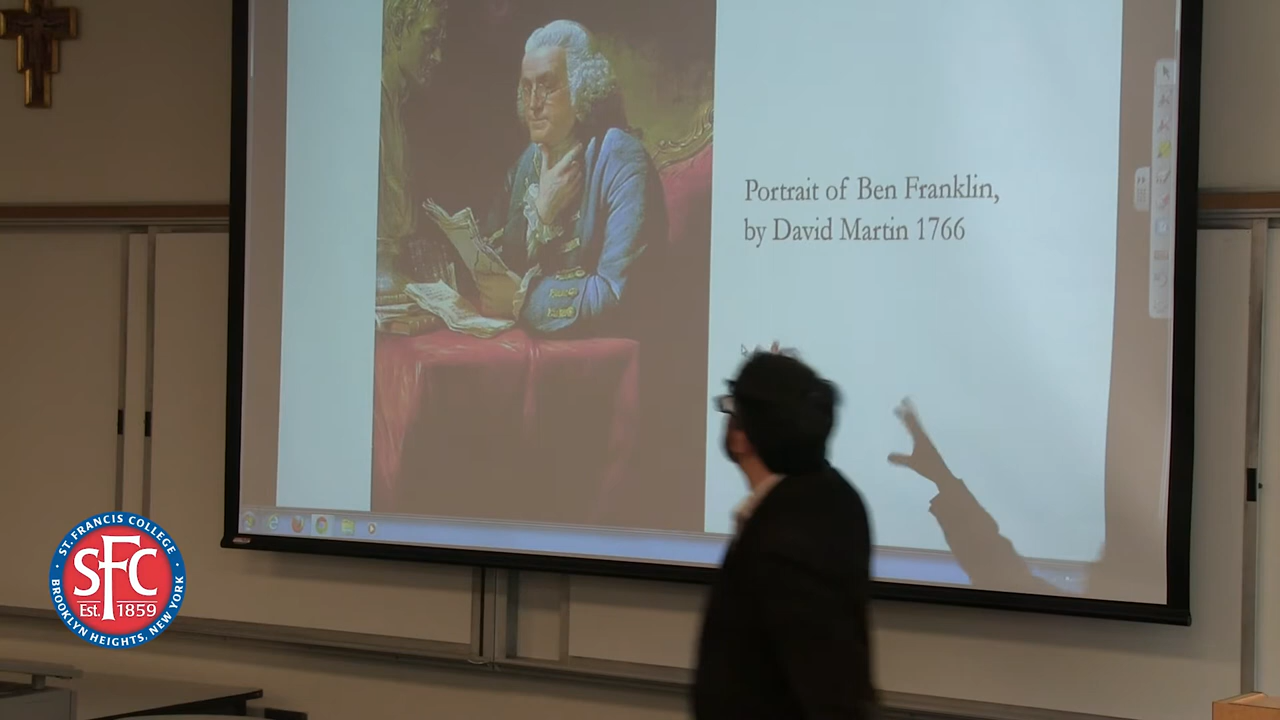 Portrait of Ben Franklin,
by David Martin 1766
ST. FRANCIS COLLEGE
SFC
Est. 1859
BROOKLYN HEIGHTS, NEW YORK